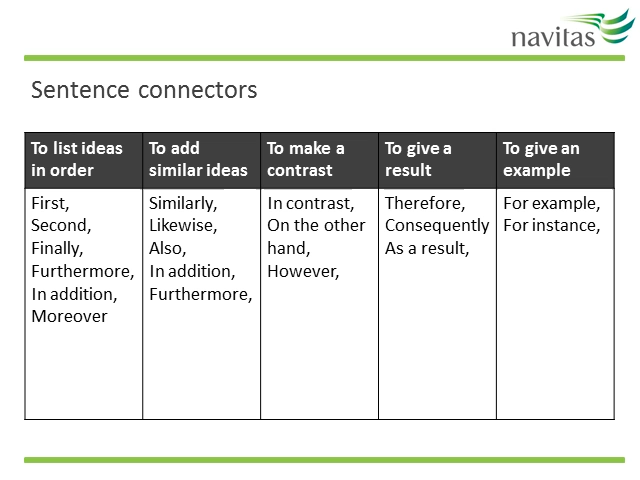 navitas
Sentence connectors
To list ideas
in order
To add
similar ideas
To make a
contrast
To give a
result
To give an
example
First,
Second,
Finally,
Furthermore,
In addition,
Moreover
Similarly,
Likewise,
Also,
In addition,
Furthermore,
In contrast,
On the other
hand,
However,
Therefore,
Consequently
As a result,
For example,
For instance,